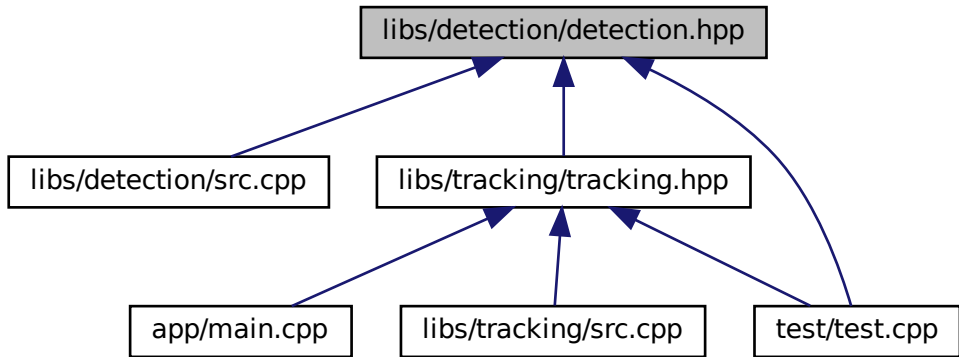 libs/detection/detection.hpp
libs/detection/src.cpp
libs/tracking/tracking.hpp
app/main.cpp
libs/tracking/src.cpp
test/test.cpp